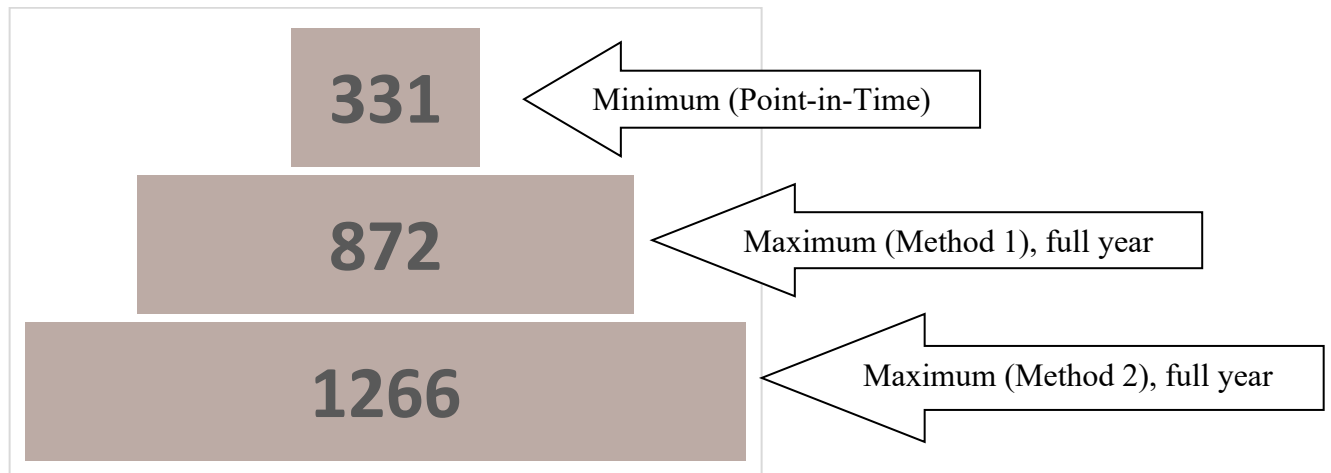 331
Minimum (Point-in-Time)
872
Maximum (Method 1), full year
1266
Maximum (Method 2), full year